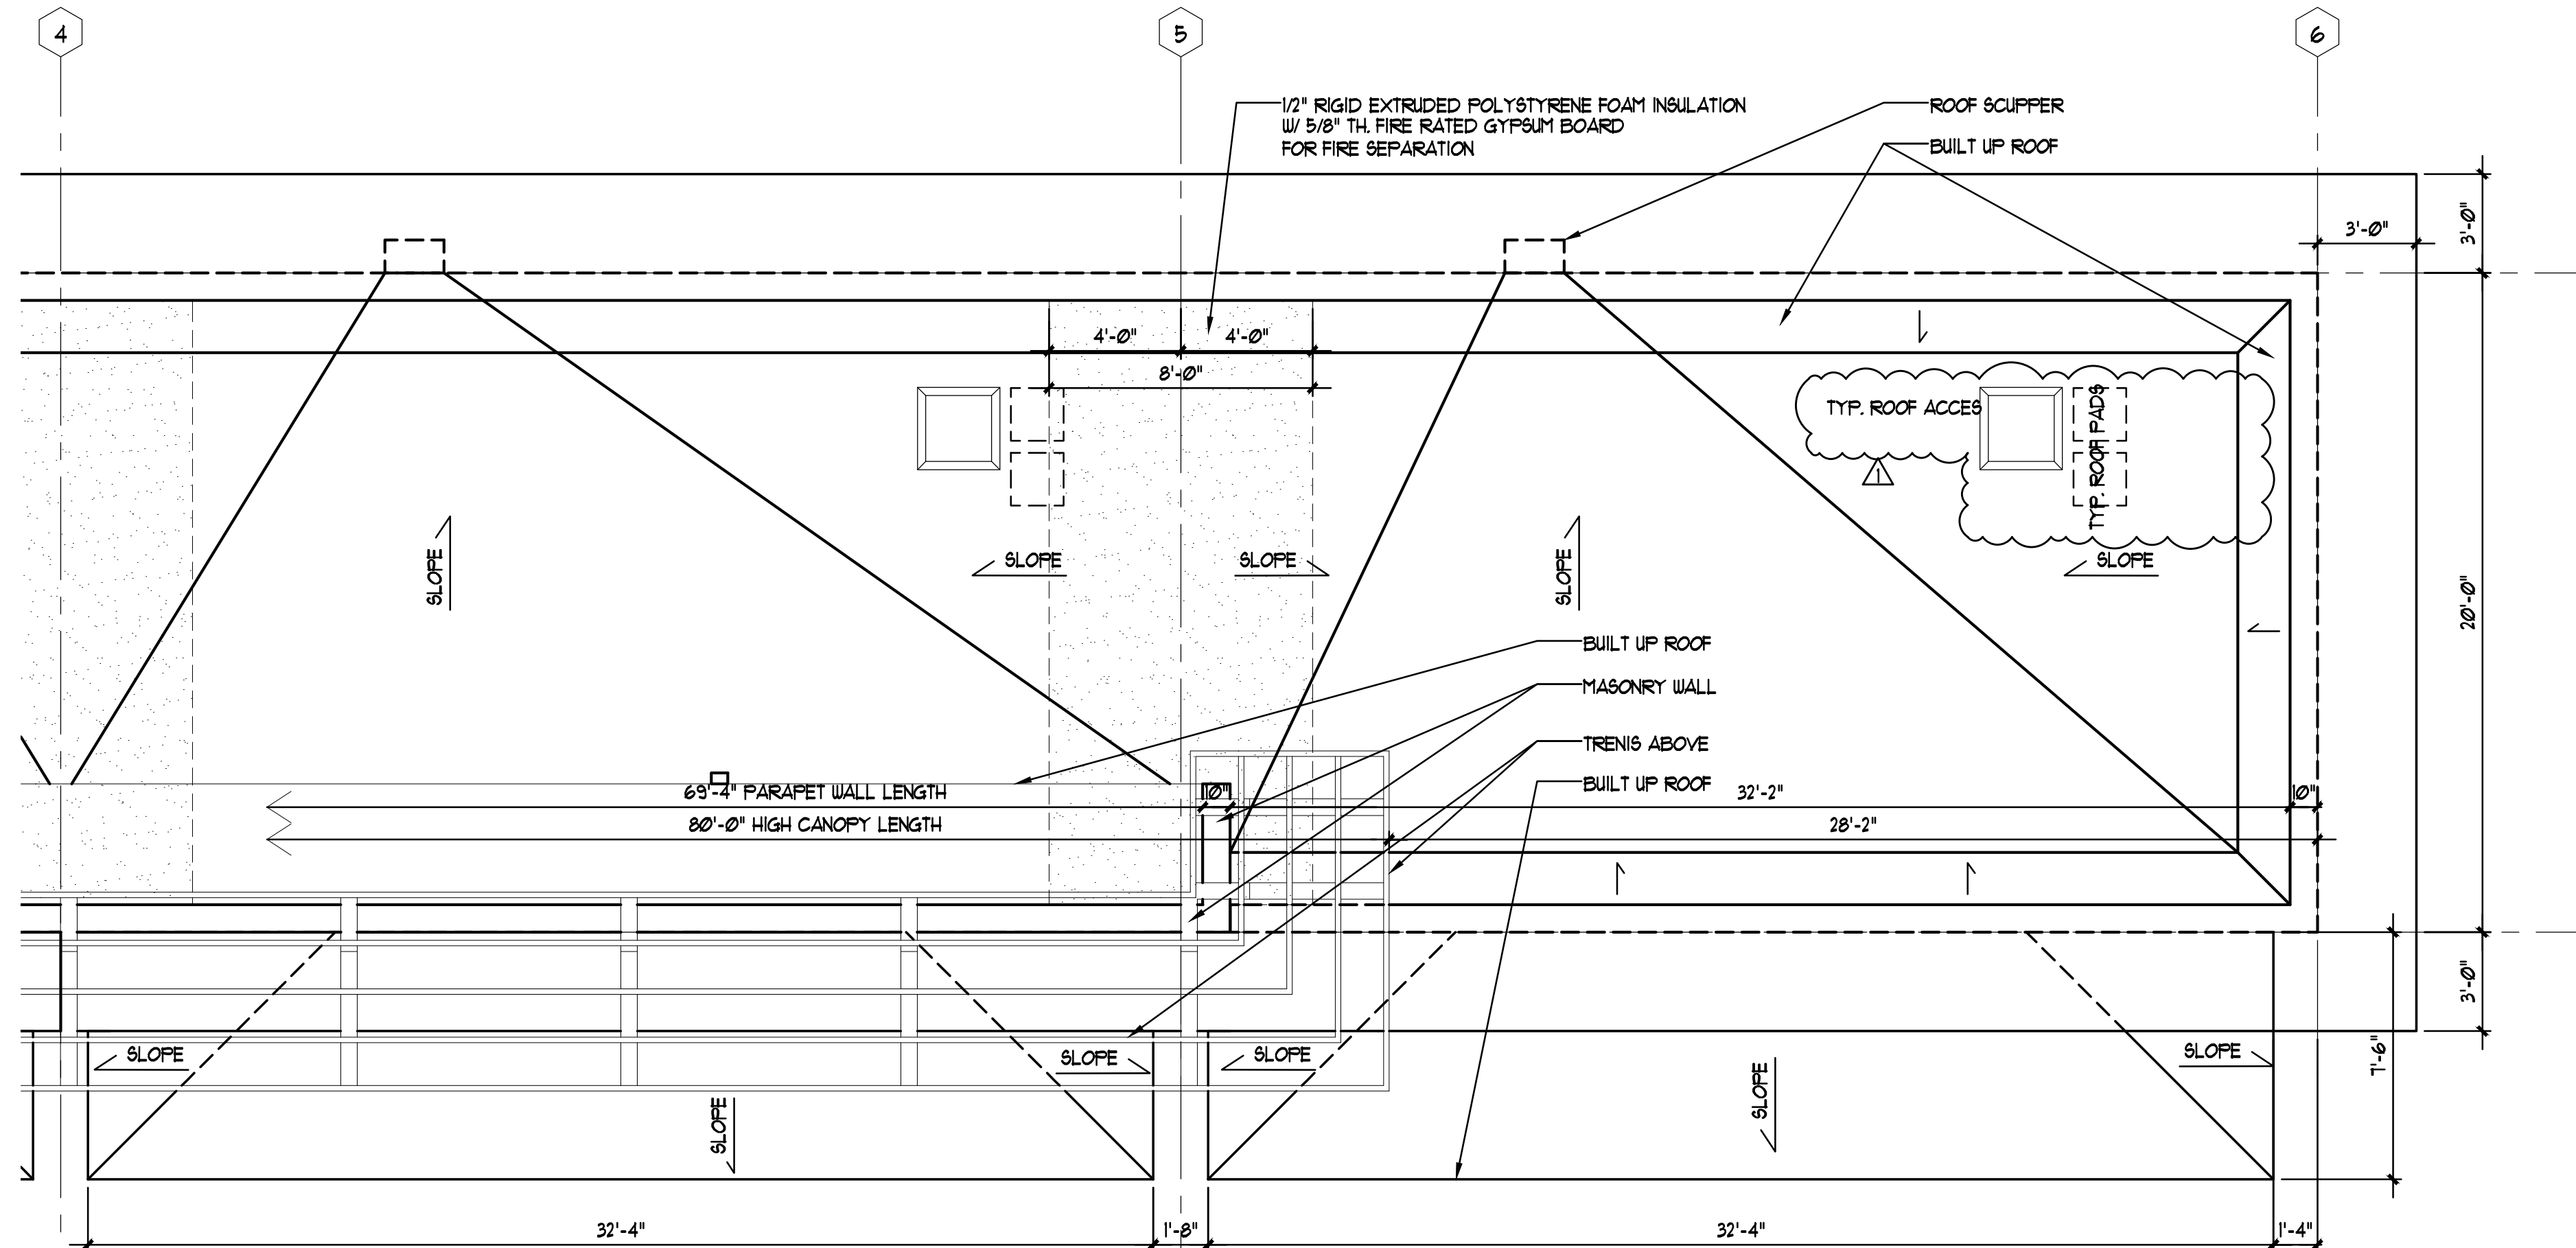 4
5
6
1/2" RIGID EXTRUDED POLYSTYRENE FOAM INSULATION
W/ 5/8" TH. FIRE RATED GYPSUM BOARD
FOR FIRE SEPARATION
ROOF SCUPPER
BUILT UP ROOF
3'-0"
3'-0"
4'-0"
4'-0"
8'-0"
TYP. ROOF ACCES
TYP. ROOF PADS
1
SLOPE
SLOPE
SLOPE
SLOPE
SLOPE
20'-0"
BUILT UP ROOF
MASONRY WALL
TRENIS ABOVE
BUILT UP ROOF
69'-4" PARAPET WALL LENGTH
10"
32'-2"
10"
80'-0" HIGH CANOPY LENGTH
28'-2"
3'-0"
7'-6"
SLOPE
SLOPE
SLOPE
SLOPE
SLOPE
SLOPE
32'-4"
1'-8"
32'-4"
1'-4"